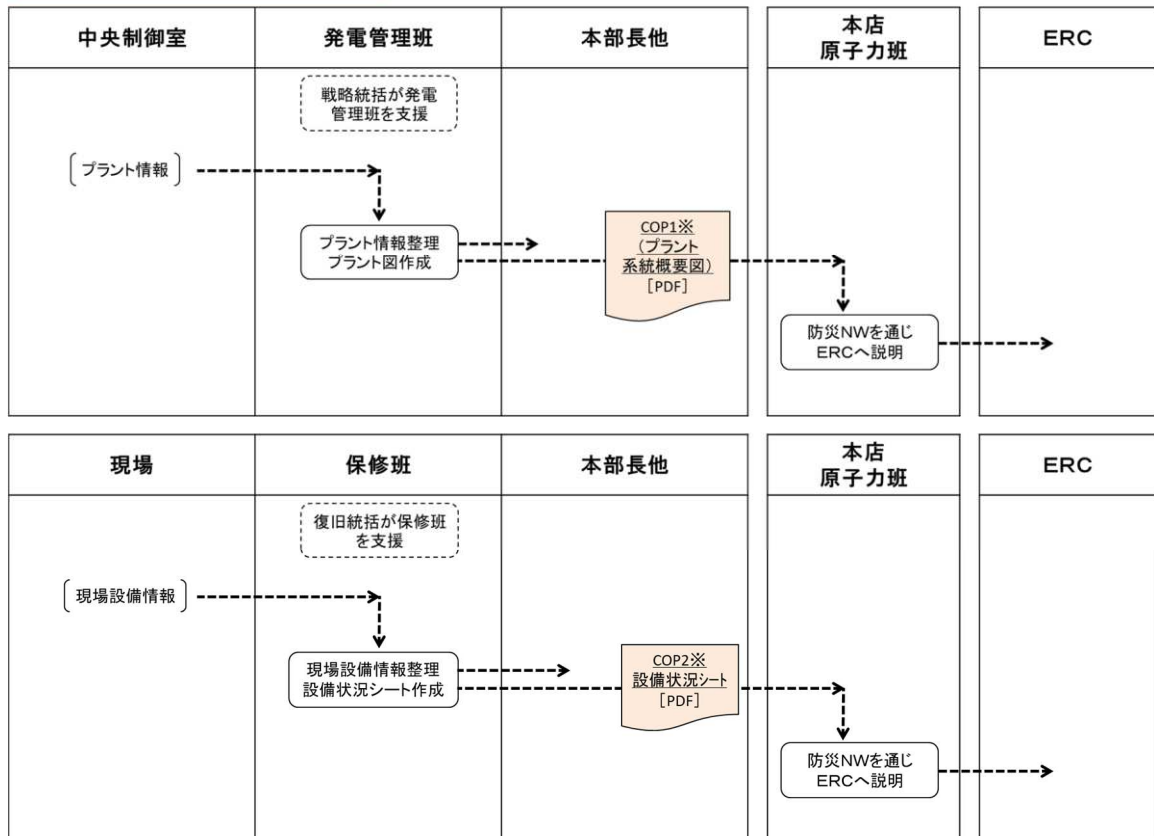 中央制御室
発電管理班
本部長他
本店
原子力班
ERC
戦略統括が発電
管理班を支援
プラント情報
プラント情報整理
プラント図作成
COP1※
(プラント
系統概要図)
[PDF]
防災NWを通じ
ERCへ説明
現場
保修班
本部長他
本店
原子力班
ERC
復旧統括が保修班
を支援
現場設備情報
現場設備情報整理
設備状況シート作成
COP2※
設備状況シート
[PDF]
防災NWを通じ
ERCへ説明